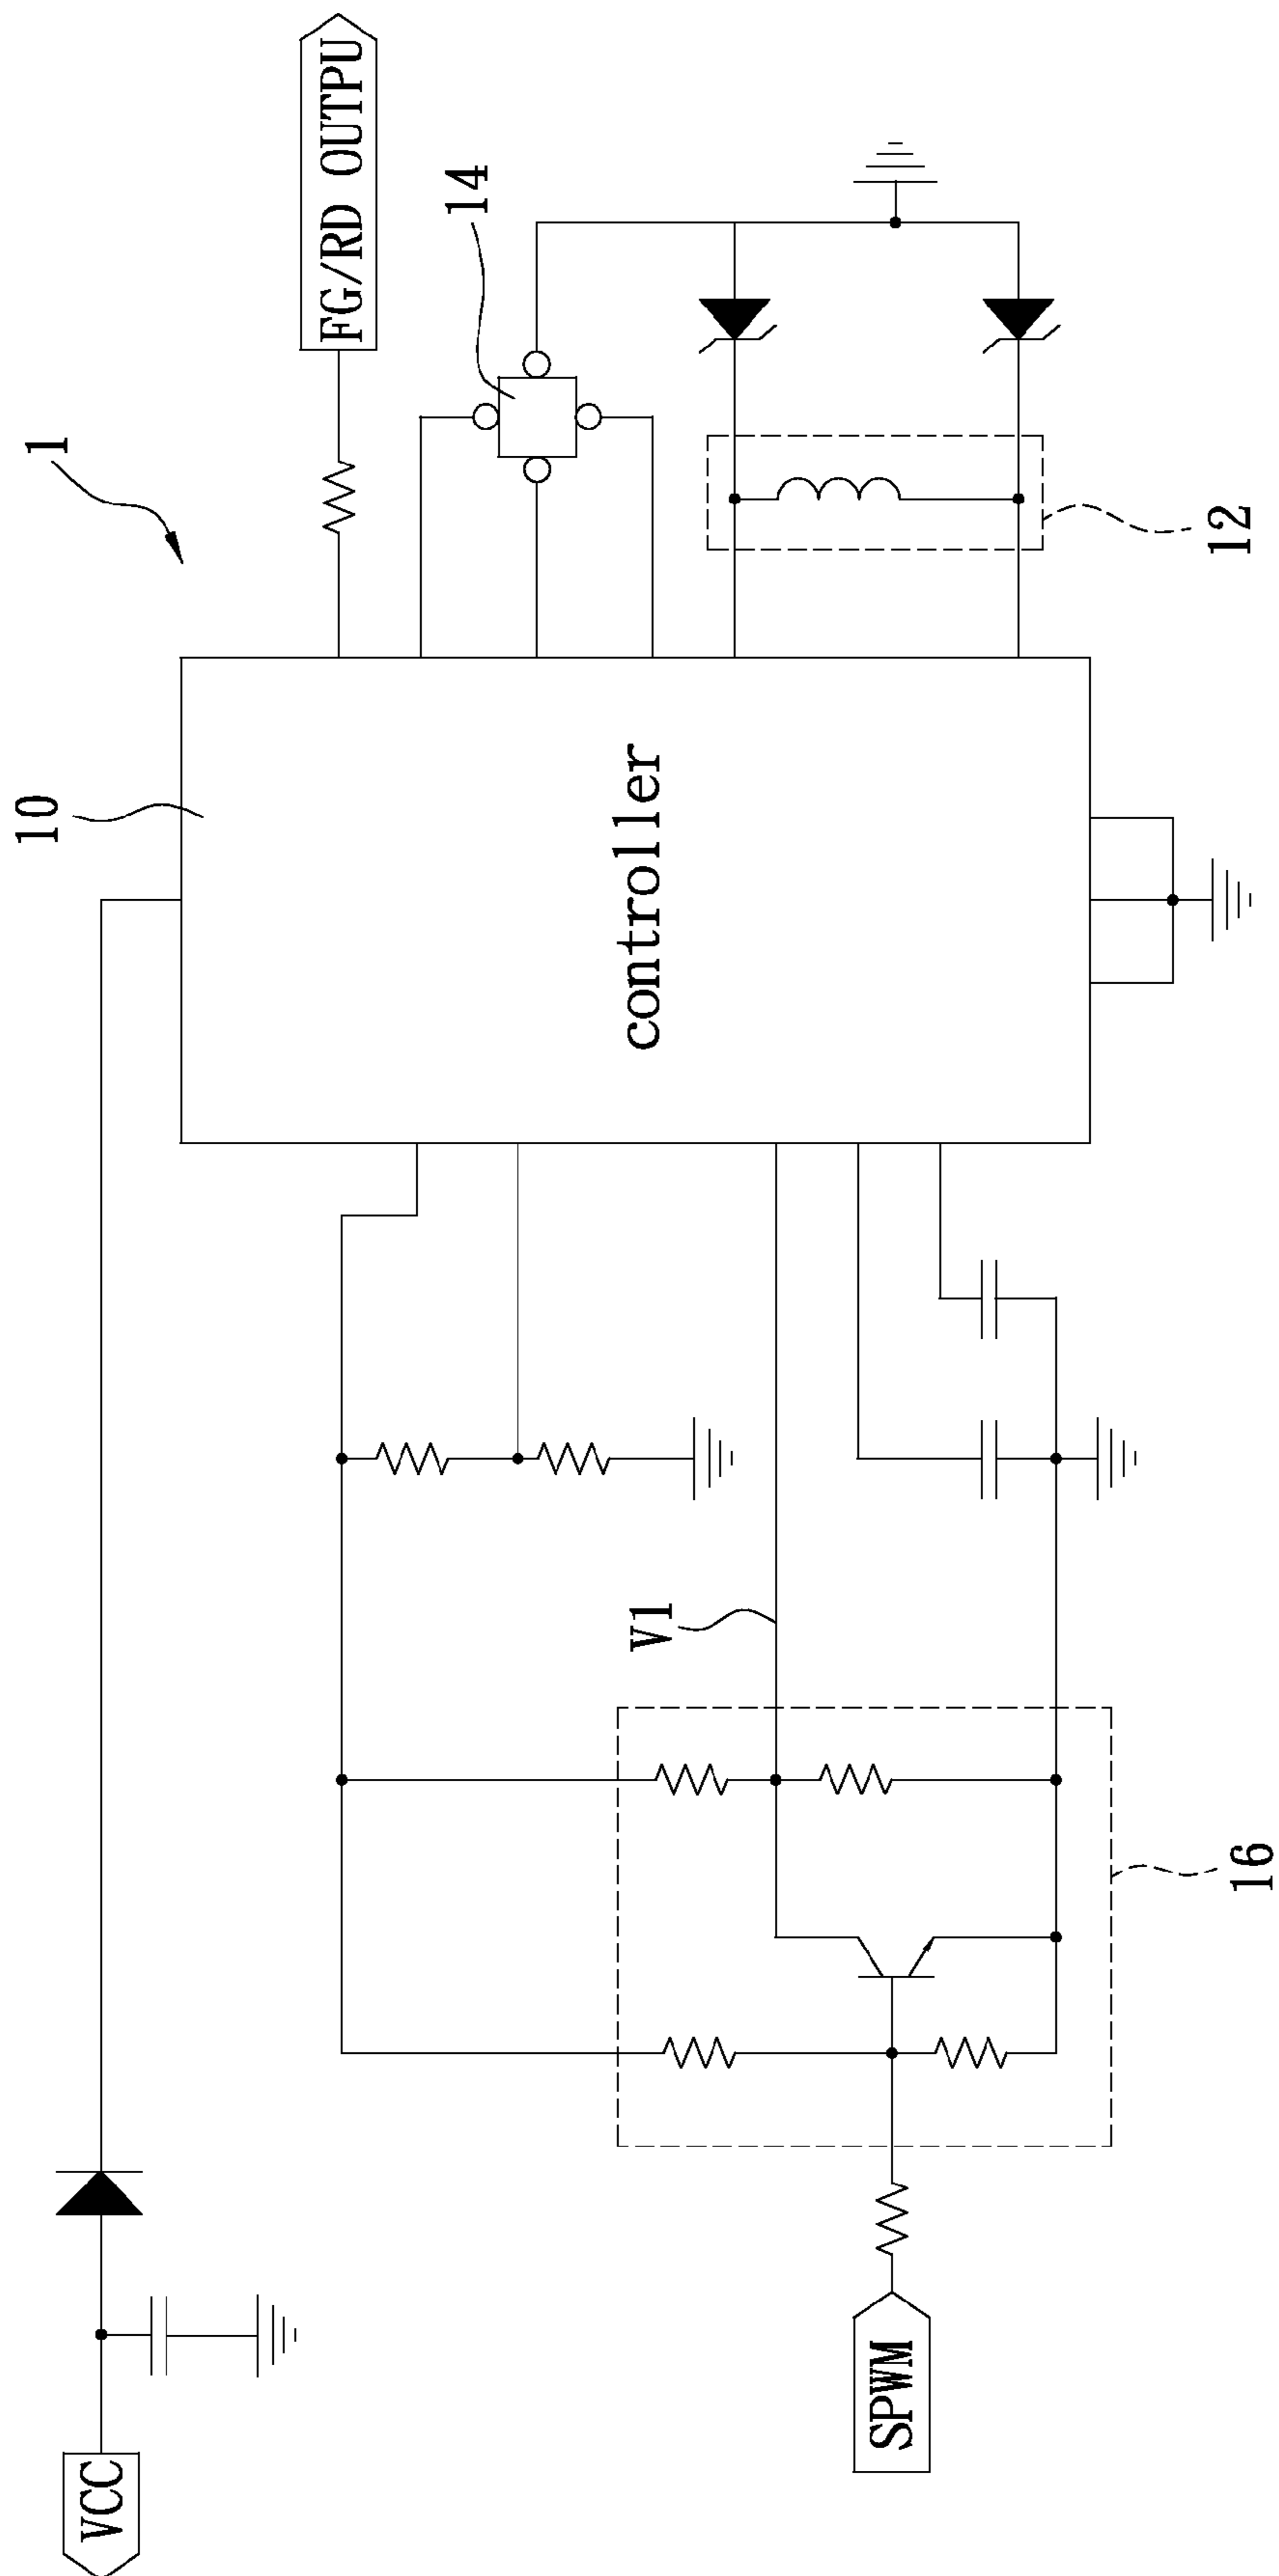 1
10
FG/RD OUTPU
14
12
controller
VCC
V1
16
SPWM